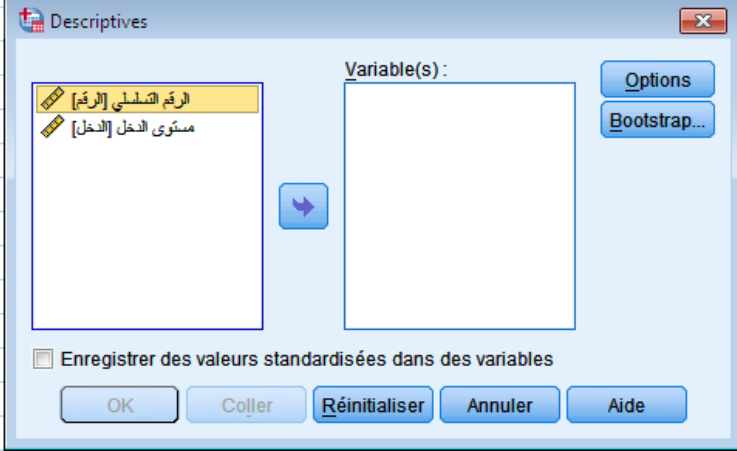 Descriptives
الرقم التسلسلي [الرقم]
مستوى الدخل [الدخل]
Variable(s) :
Options
Bootstrap...
Enregistrer des valeurs standardisées dans des variables
OK
Coller
Réinitialiser
Annuler
Aide